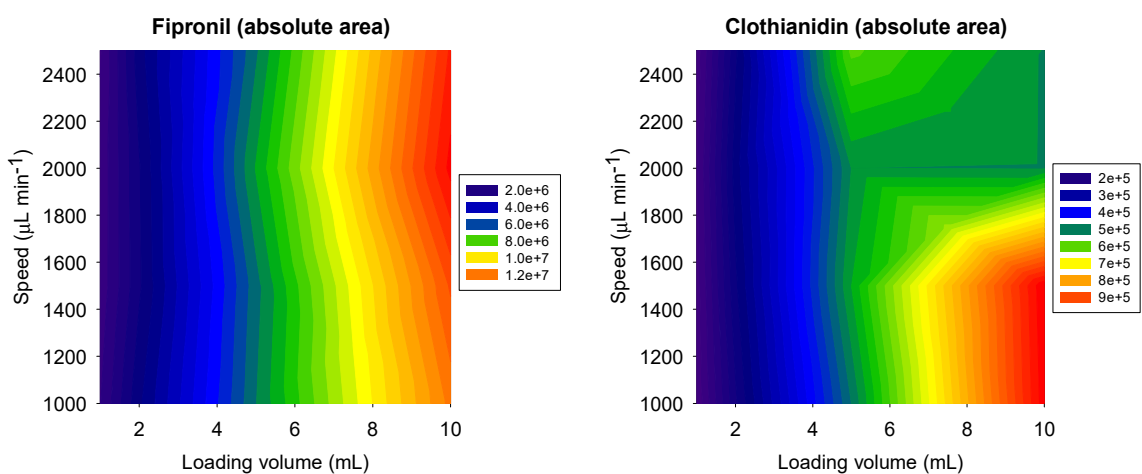 Fipronil (absolute area)
2400
2200
2000
1800
1600
1400
1200
1000
Speed (μL min-1)
2 4 6 8 10
Loading volume (mL)
2.0e+6
4.0e+6
6.0e+6
8.0e+6
1.0e+7
1.2e+7
Clothianidin (absolute area)
2400
2200
2000
1800
1600
1400
1200
1000
Speed (μL min-1)
2 4 6 8 10
Loading volume (mL)
2e+5
3e+5
4e+5
5e+5
6e+5
7e+5
8e+5
9e+5